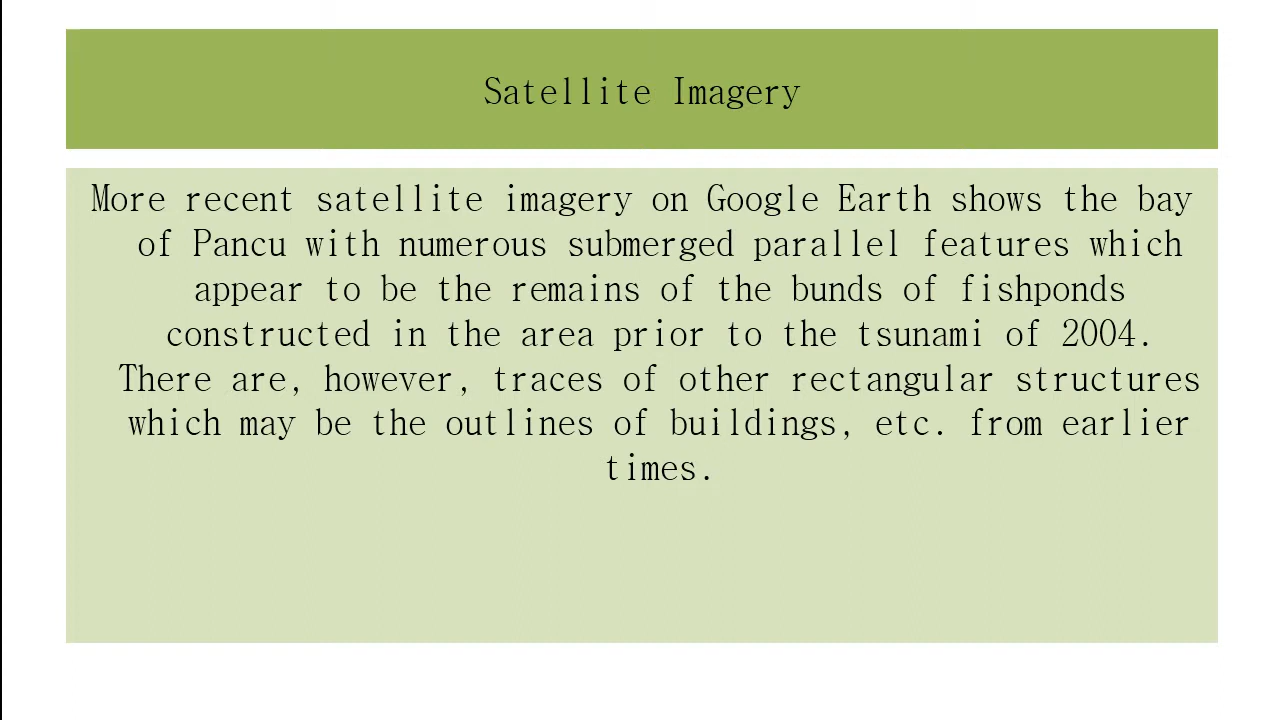 Satellite Imagery
More recent satellite imagery on Google Earth shows the bay
of Pancu with numerous submerged parallel features which
appear to be the remains of the bunds of fishponds
constructed in the area prior to the tsunami of 2004.
There are, however, traces of other rectangular structures
which may be the outlines of buildings, etc. from earlier
times.